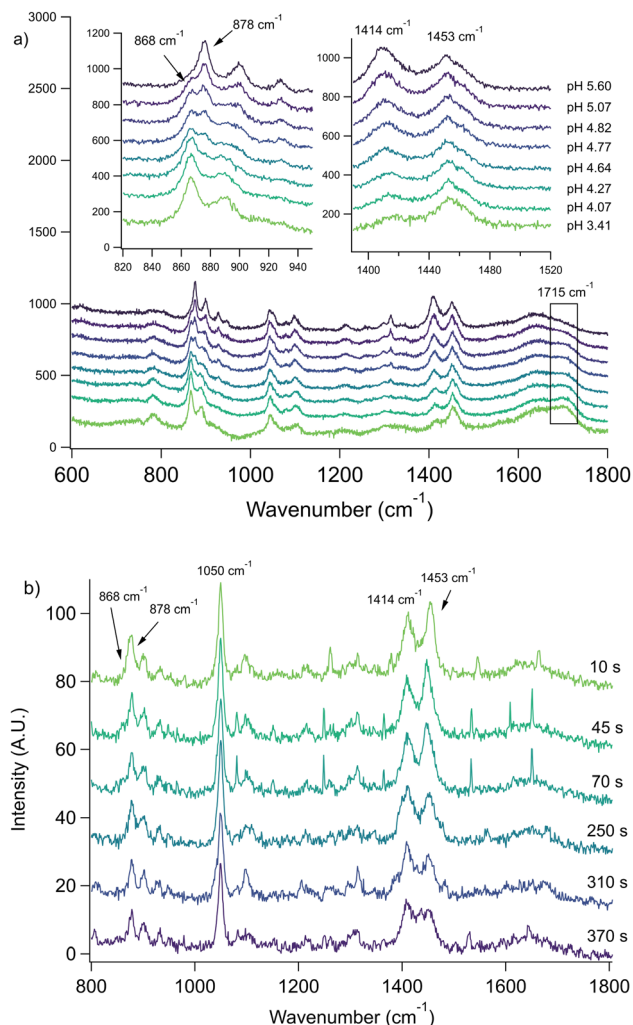 a)
3000
2500
2000
1500
1000
500
0
600 800 1000 1200 1400 1600 1800
Wavenumber (cm⁻¹)
868 cm⁻¹
878 cm⁻¹
1200
1000
800
600
400
200
0
820 840 860 880 900 920 940
1414 cm⁻¹ 1453 cm⁻¹
1000
800
600
400
200
1400 1440 1480 1520
pH 5.60
pH 5.07
pH 4.82
pH 4.77
pH 4.64
pH 4.27
pH 4.07
pH 3.41
1715 cm⁻¹
b)
868 cm⁻¹
878 cm⁻¹
1050 cm⁻¹
1414 cm⁻¹
1453 cm⁻¹
Intensity (A.U.)
100
80
60
40
20
0
10 s
45 s
70 s
250 s
310 s
370 s
800 1000 1200 1400 1600 1800
Wavenumber (cm⁻¹)